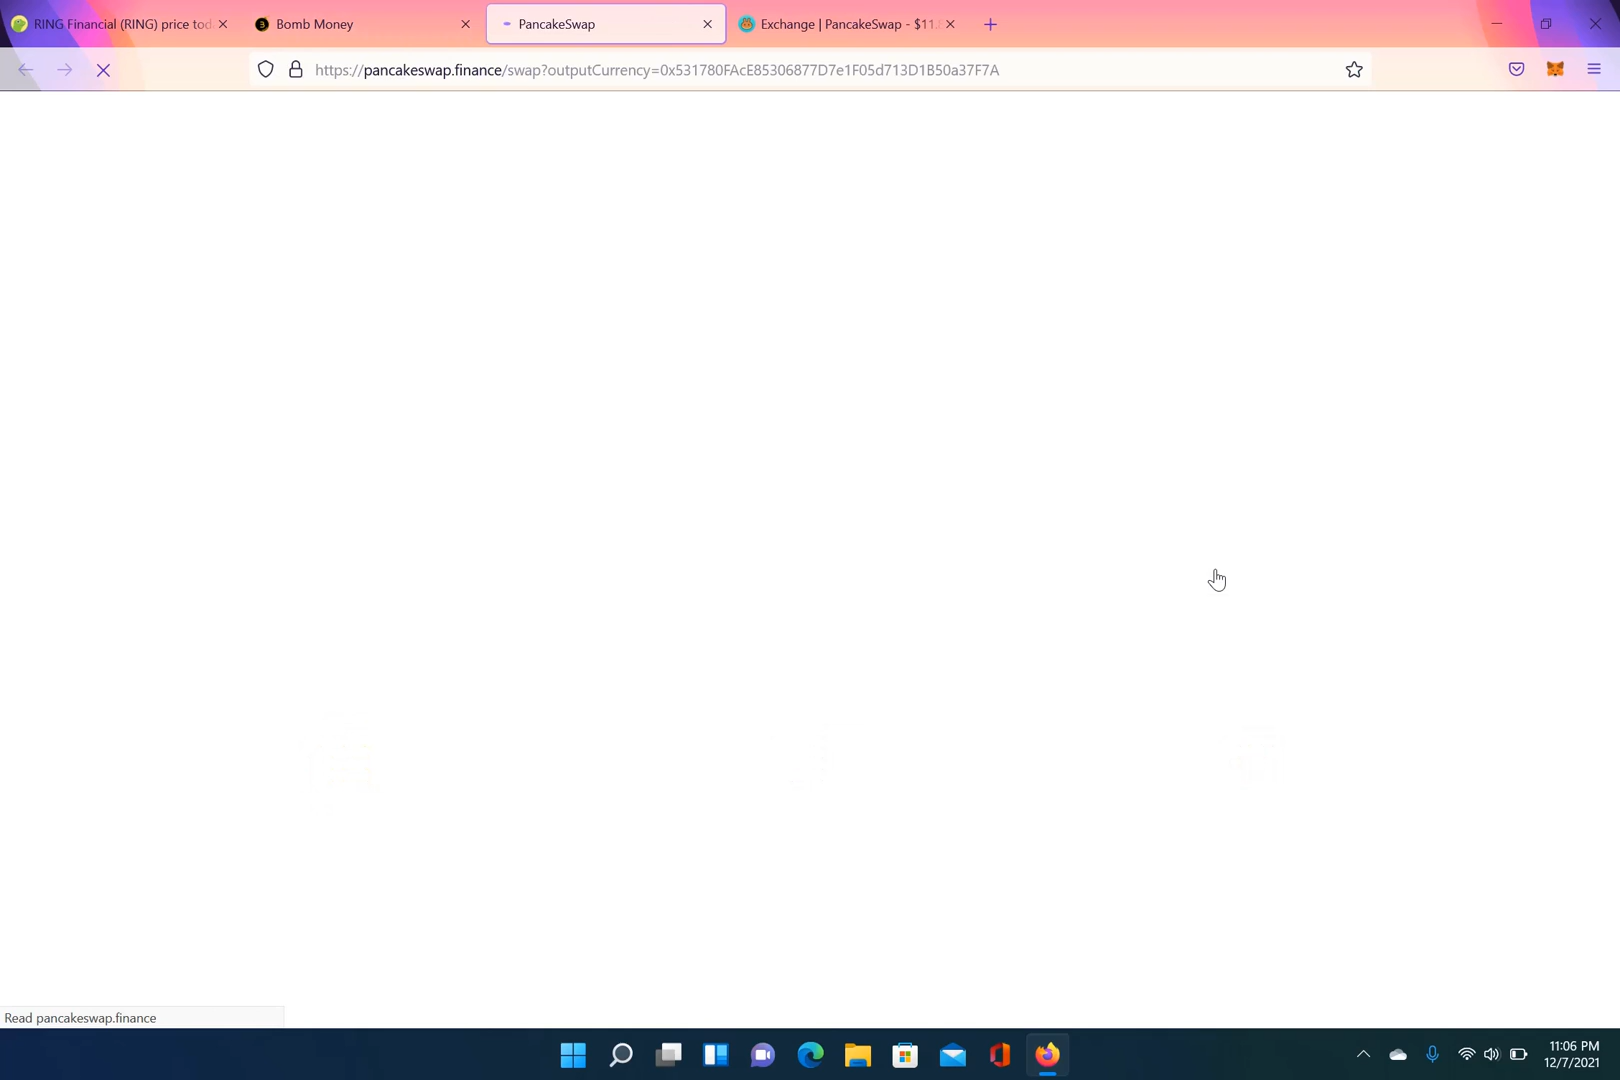 RING Financial (RING) price tod
Bomb Money
PancakeSwap
Exchange | PancakeSwap - $11.
https://pancakeswap.finance/swap?outputCurrency=0x531780FAcE85306877D7e1F05d713D1B50a37F7A
Read pancakeswap.finance
11:06 PM
12/7/2021